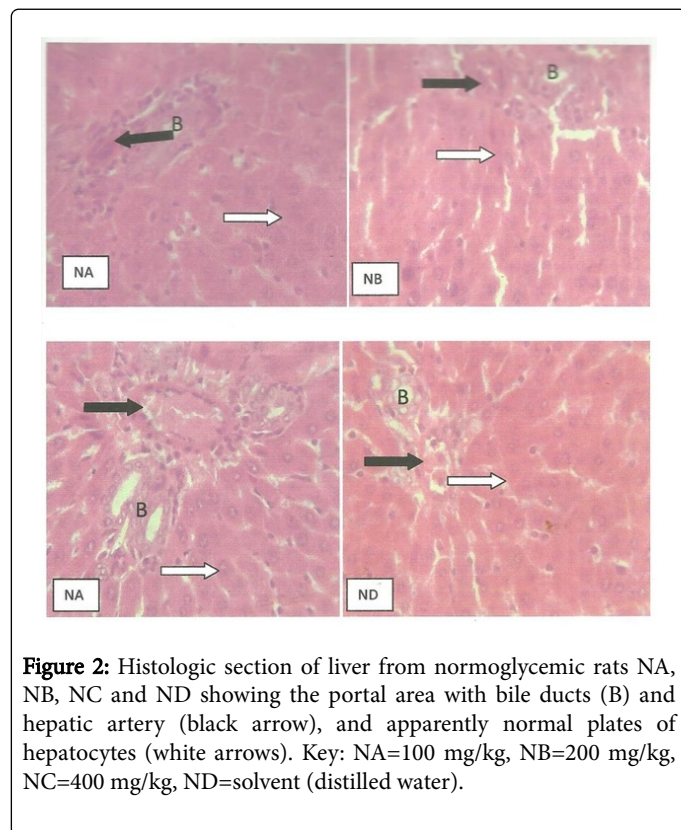 B
B
NA
NB
B
B
NA
ND
Figure 2: Histologic section of liver from normoglycemic rats NA,
NB, NC and ND showing the portal area with bile ducts (B) and
hepatic artery (black arrow), and apparently normal plates of
hepatocytes (white arrows). Key: NA=100 mg/kg, NB=200 mg/kg,
NC=400 mg/kg, ND=solvent (distilled water).